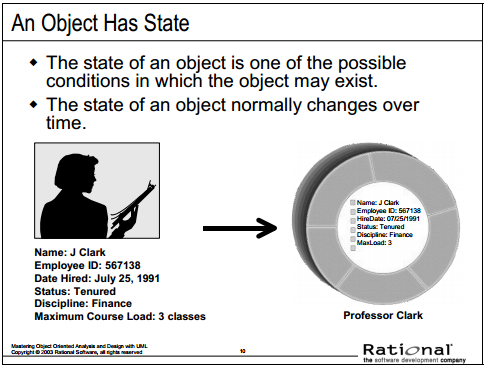 An Object Has State
The state of an object is one of the possible
conditions in which the object may exist.
The state of an object normally changes over
time.
Name: J Clark
Employee ID: 567138
HireDate: 07/25/1991
Status: Tenured
Discipline: Finance
MaxLoad: 3
Name: J Clark
Employee ID: 567138
Date Hired: July 25, 1991
Status: Tenured
Discipline: Finance
Maximum Course Load: 3 classes
Professor Clark
Mastering Object Oriented Analysis and Design with UML
Copyright © 2003 Rational Software, all rights reserved
10
Rational
the software development company